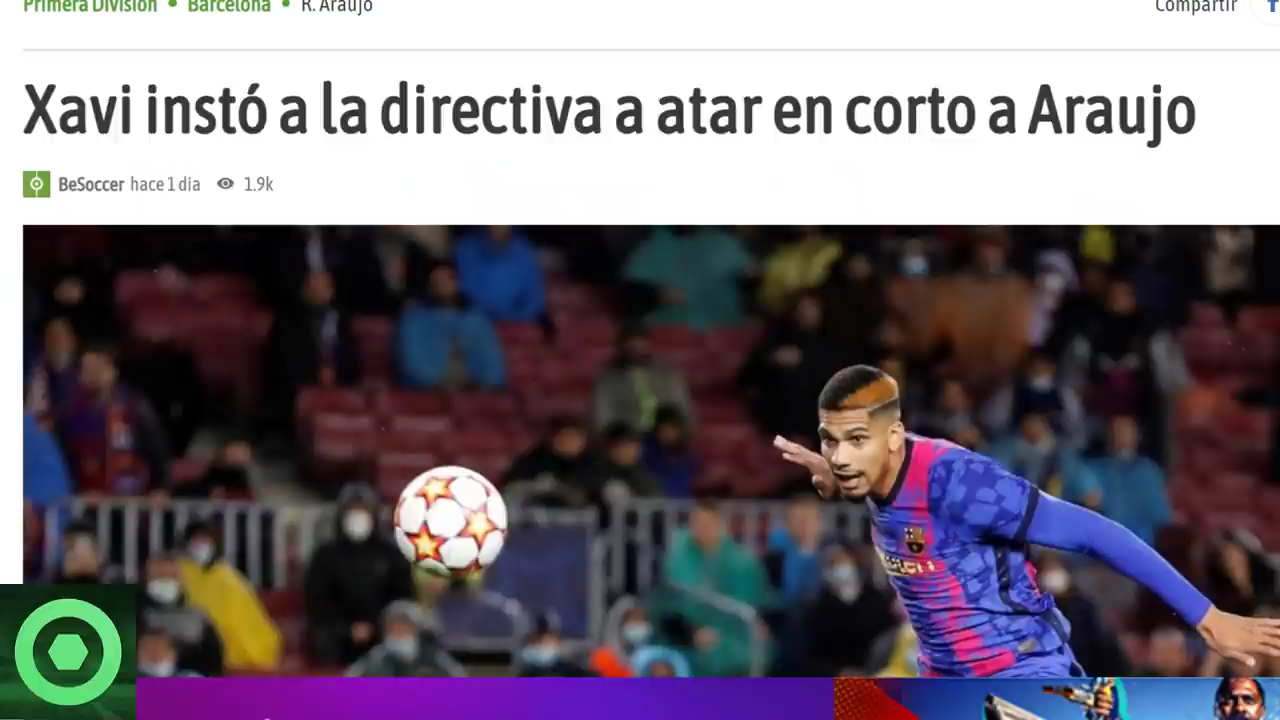 Primera División • Barcelona • R. Araujo
Compartir
Xavi instó a la directiva a atar en corto a Araujo
BeSoccer hace 1 día 1.9k